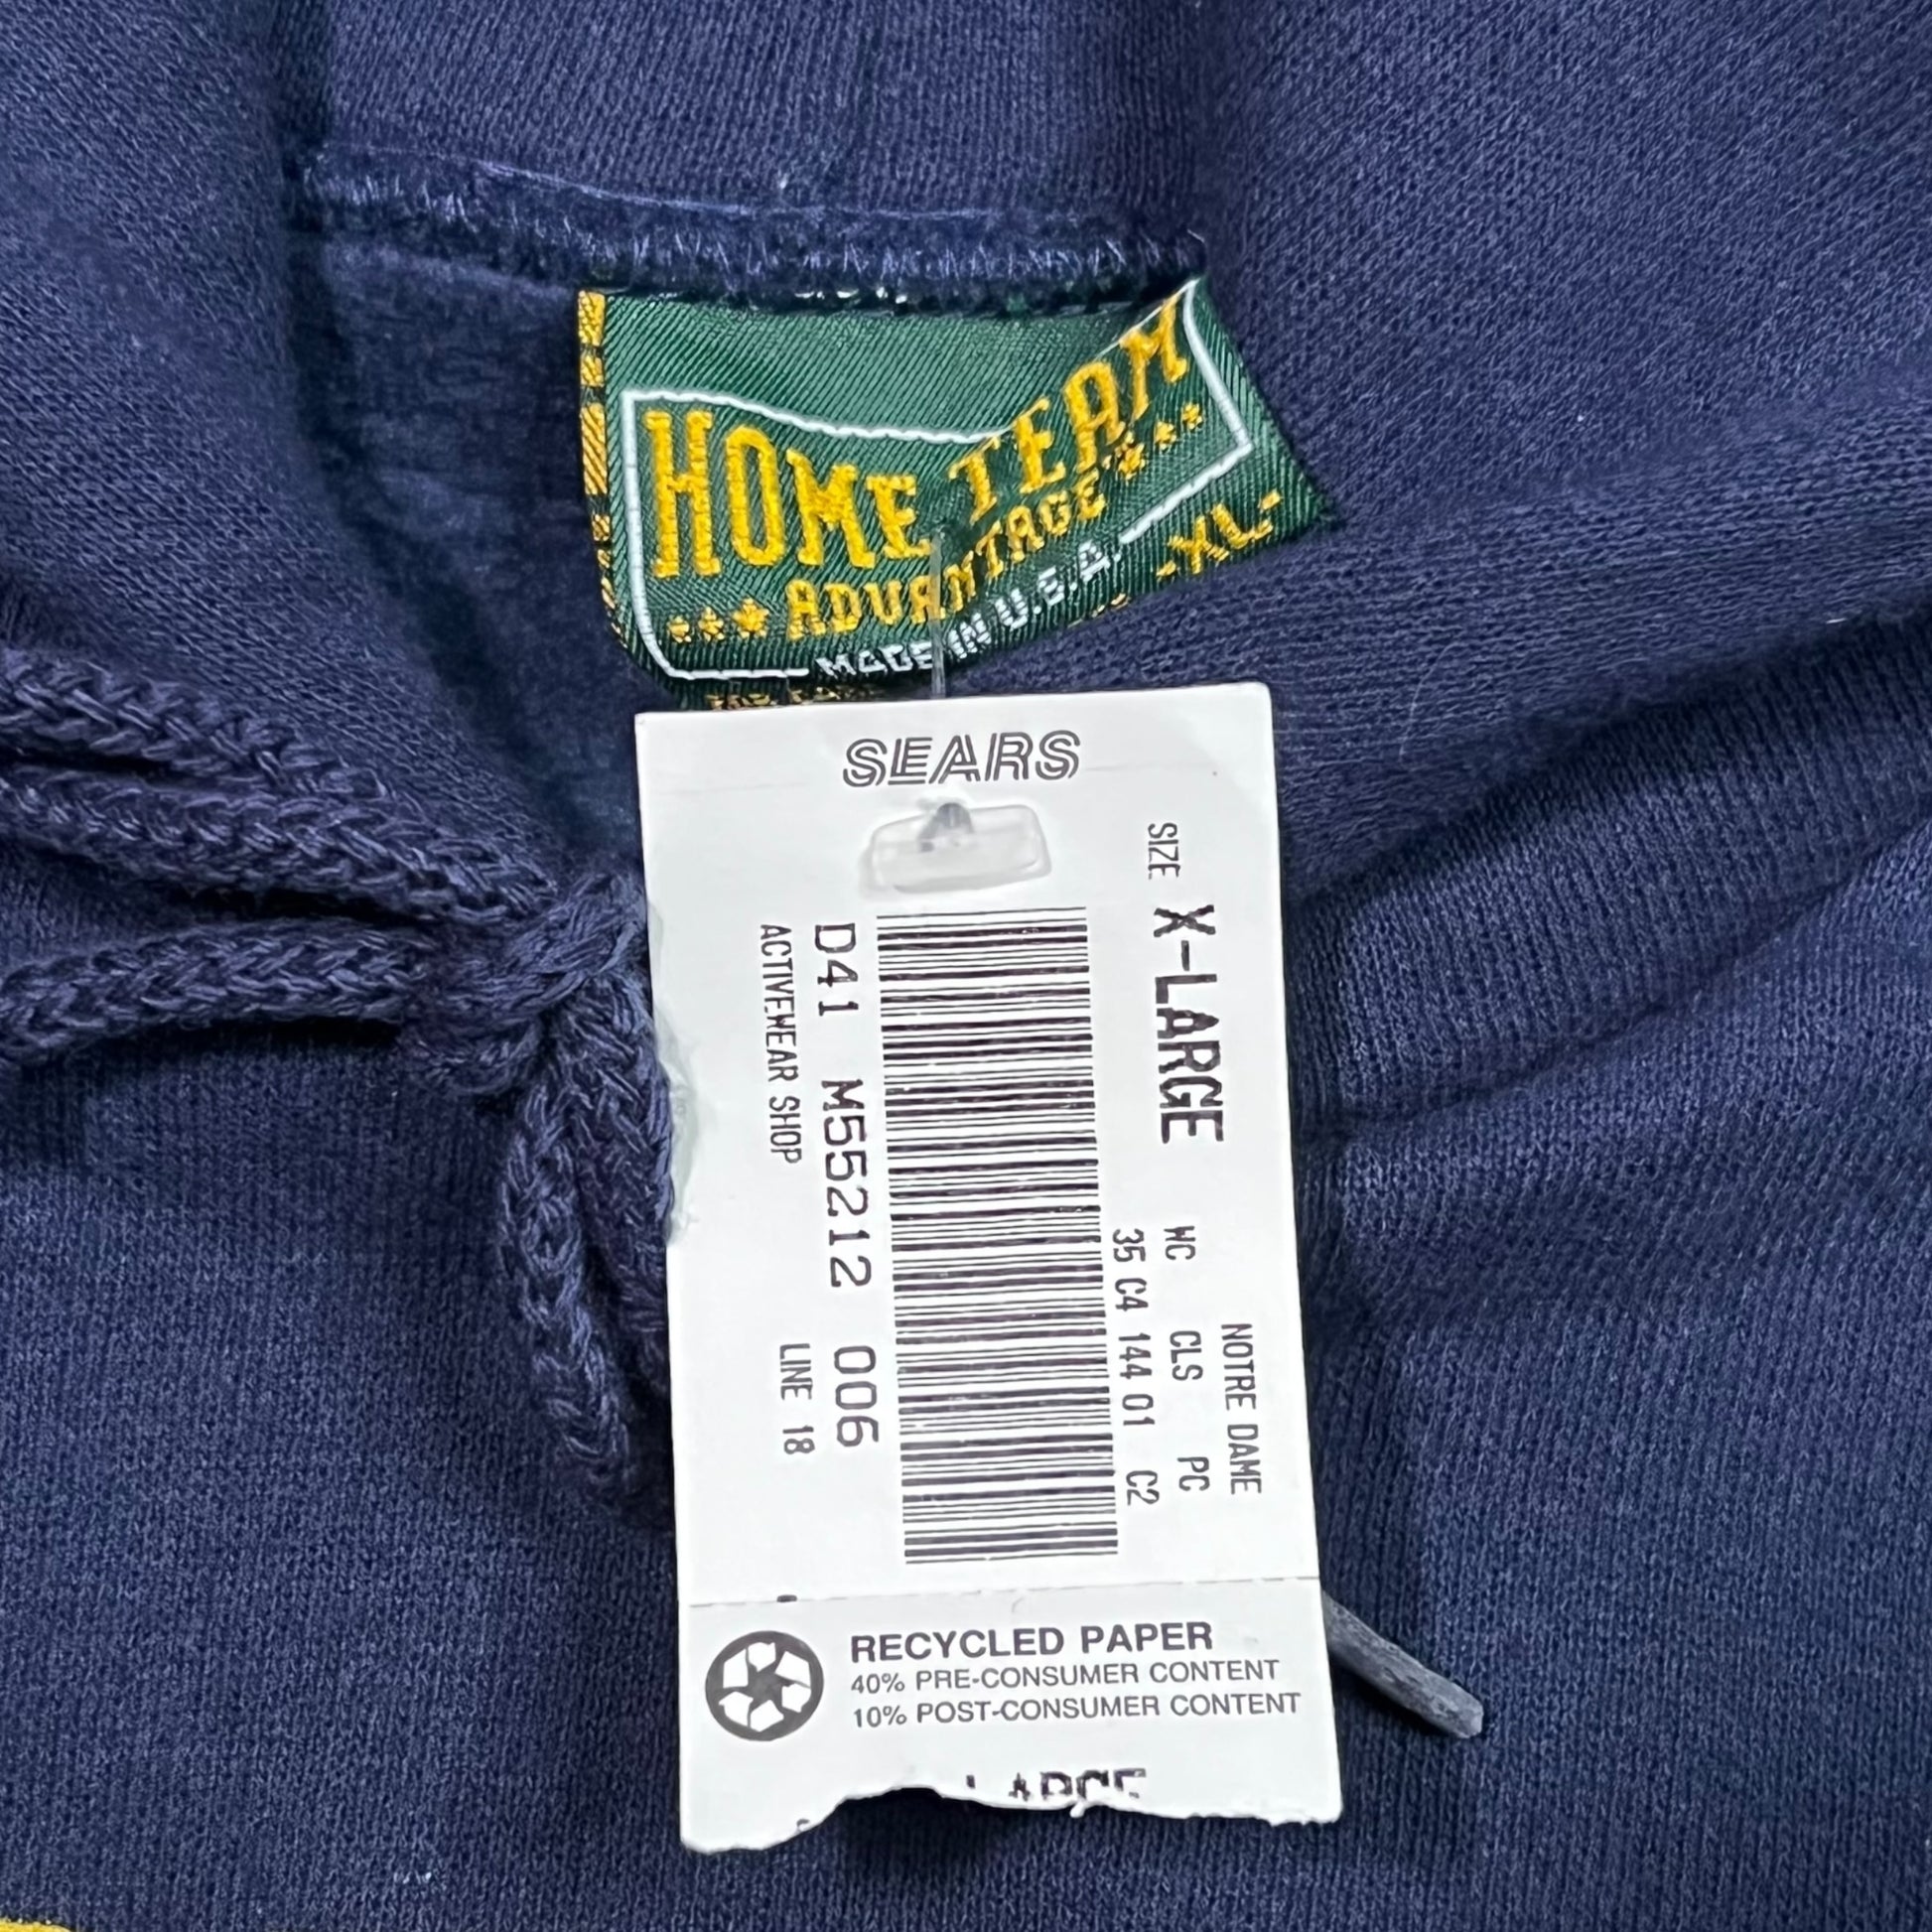 HOME TEAM
ADVANTAGE
MADE IN U.S.A.
-XL-
SEARS
SIZE X-LARGE
NOTRE DAME
WC CLS PC
35 C4 144 01 C2
D41 M55212 006
ACTIVEWEAR SHOP LINE 18
RECYCLED PAPER
40% PRE-CONSUMER CONTENT
10% POST-CONSUMER CONTENT
LARGE